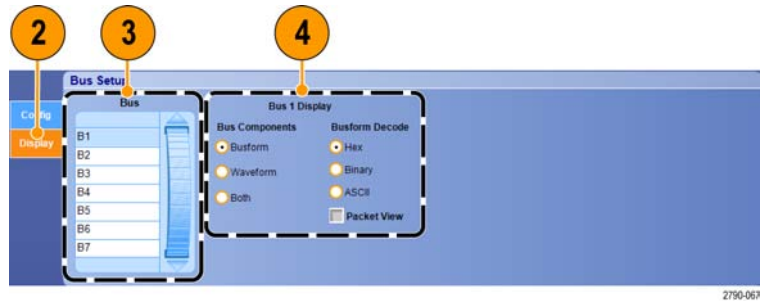 2 3 4
Bus Setup
Config
Display
Bus
B1
B2
B3
B4
B5
B6
B7
Bus 1 Display
Bus Components Busform Decode
Busform Hex
Waveform Binary
Both ASCII
Packet View
2790-067